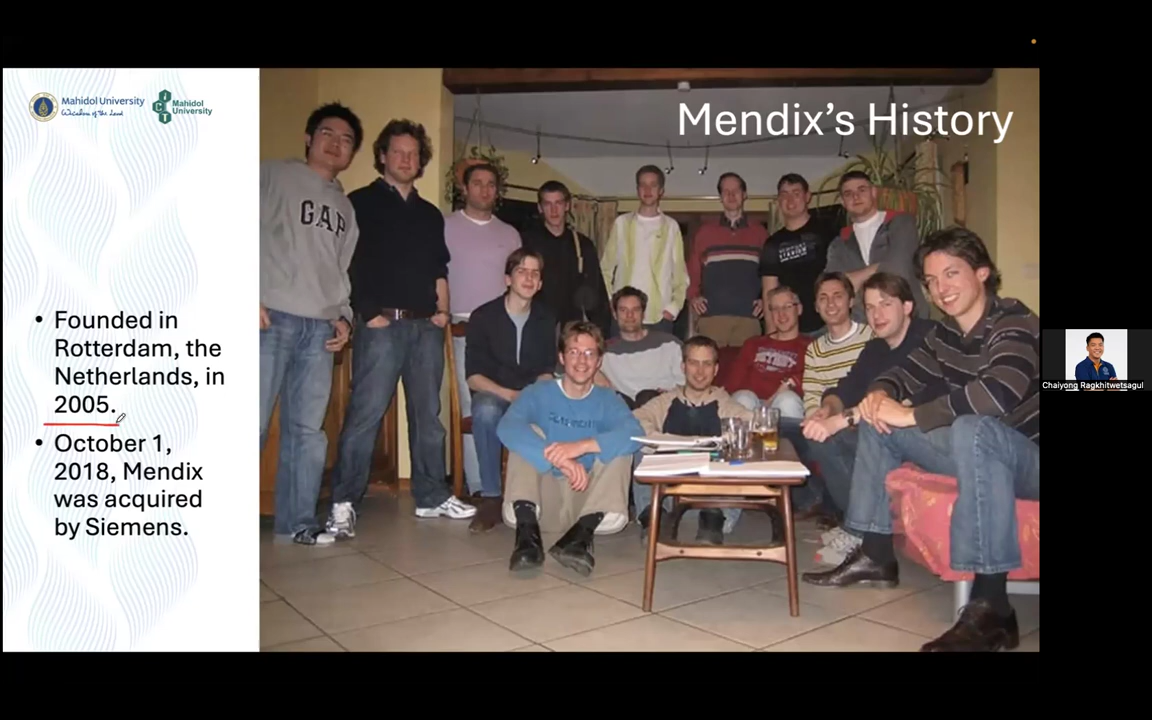 Mahidol University
Wisdom of the Land
ICT
Mahidol
University
Mendix’s History
GAP
• Founded in
Rotterdam, the
Netherlands, in
2005.
• October 1,
2018, Mendix
was acquired
by Siemens.
Chaiyong Ragkhitwetsagul